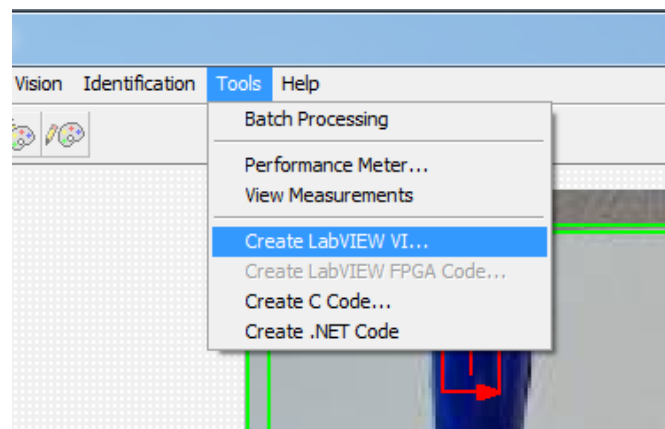 Vision Identification Tools Help
Batch Processing
Performance Meter...
View Measurements
Create LabVIEW VI...
Create LabVIEW FPGA Code...
Create C Code...
Create .NET Code